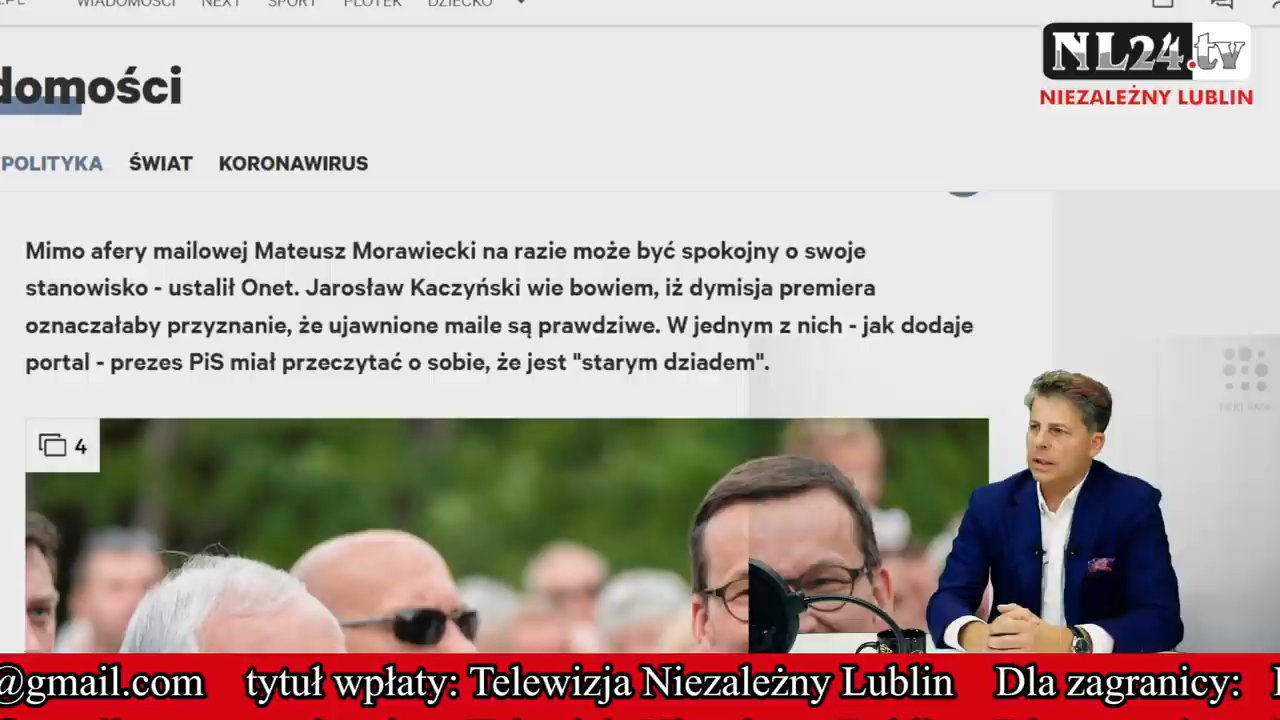 WIADOMOŚCI NEXT SPORT PLOTEK DZIECKO
NL24.tv
NIEZALEŻNY LUBLIN
domości
POLITYKA ŚWIAT KORONAWIRUS
Mimo afery mailowej Mateusz Morawiecki na razie może być spokojny o swoje
stanowisko - ustalił Onet. Jarosław Kaczyński wie bowiem, iż dymisja premiera
oznaczałaby przyznanie, że ujawnione maile są prawdziwe. W jednym z nich - jak dodaje
portal - prezes PiS miał przeczytać o sobie, że jest "starym dziadem".
REKLAMA
4
@gmail.com tytuł wpłaty: Telewizja Niezależny Lublin Dla zagranicy: